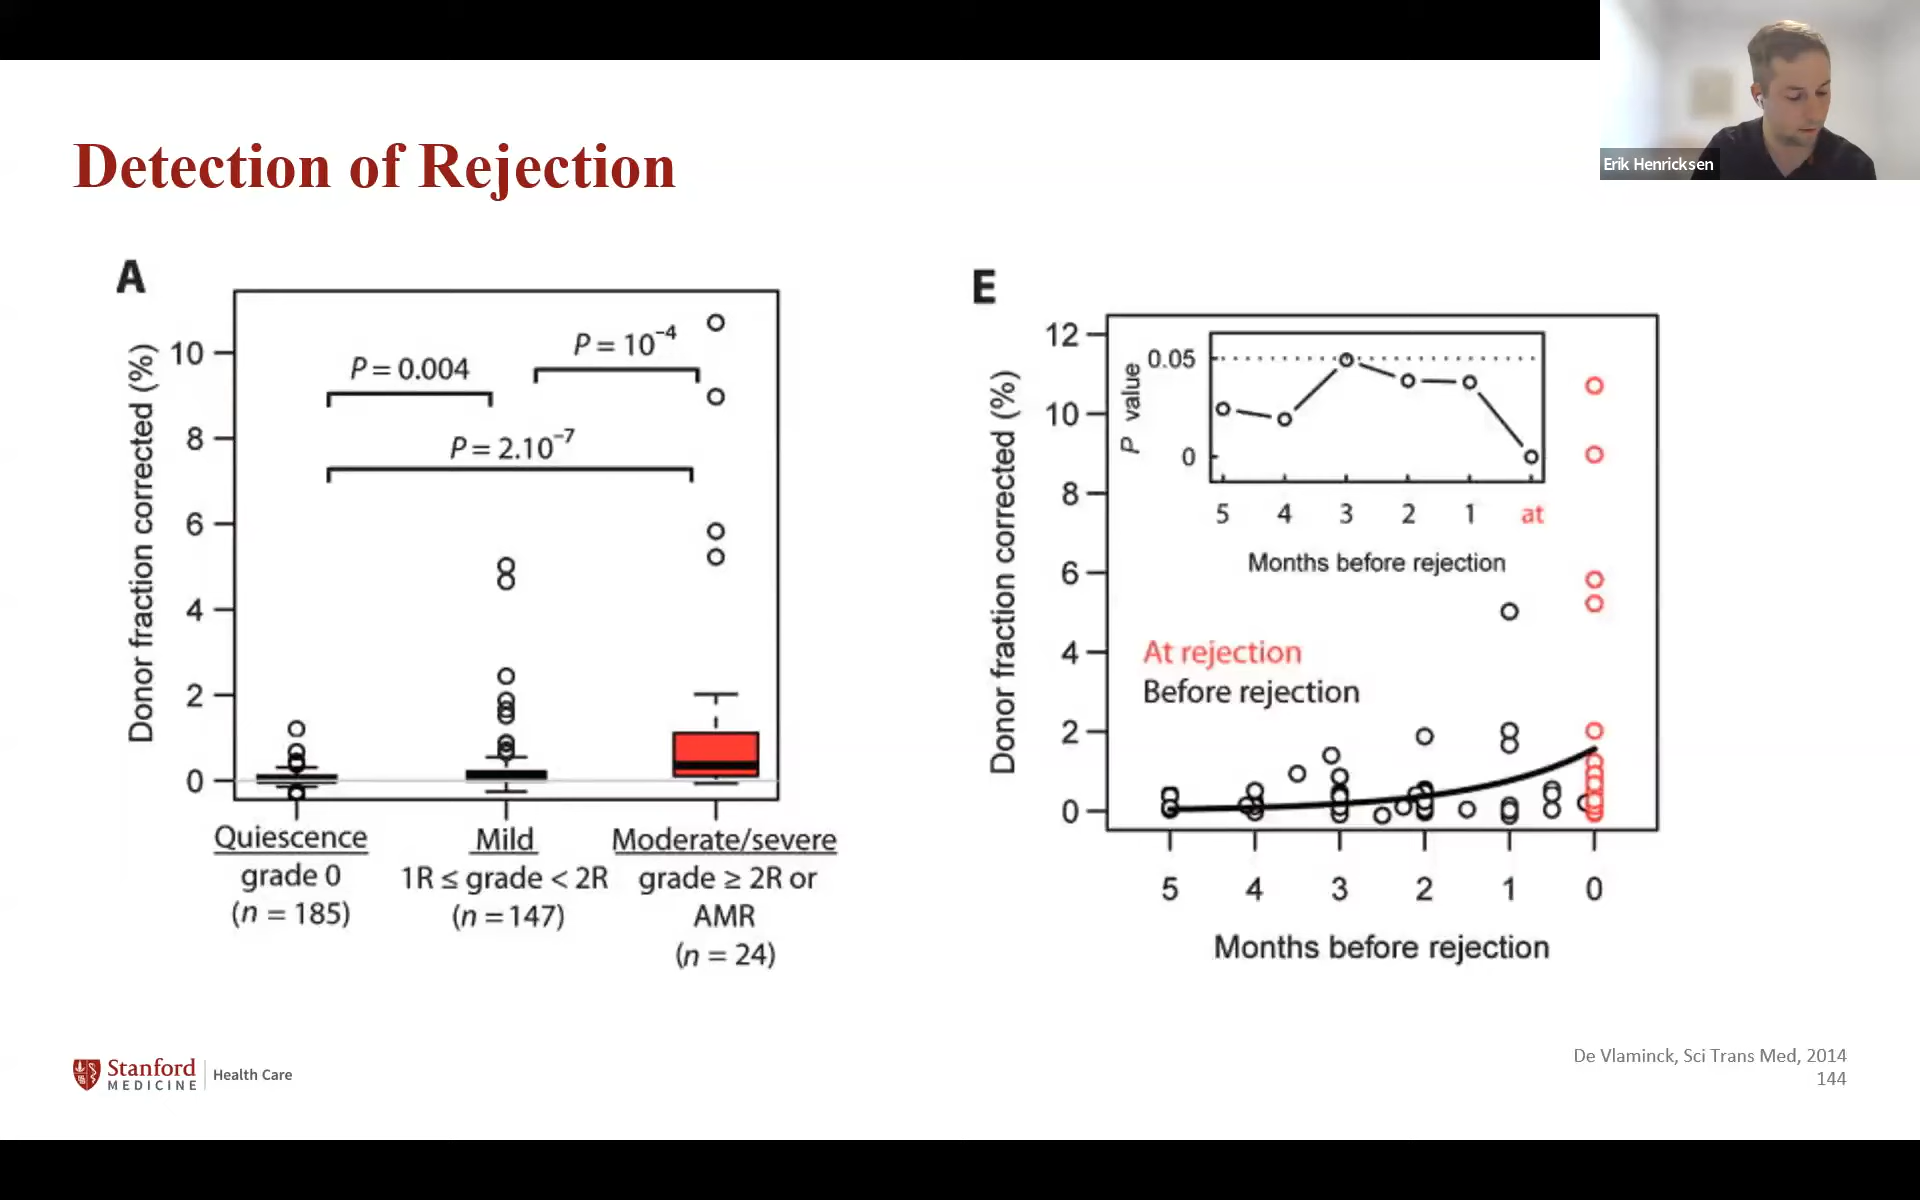 Erik Henricksen
Detection of Rejection
A
Donor fraction corrected (%)
10
8
6
4
2
0
P = 0.004
P = 10⁻⁴
P = 2.10⁻⁷
Quiescence
grade 0
(n = 185)
Mild
1R ≤ grade < 2R
(n = 147)
Moderate/severe
grade ≥ 2R or
AMR
(n = 24)
E
Donor fraction corrected (%)
12
10
8
6
4
2
0
P value
0.05
0
5 4 3 2 1 at
Months before rejection
At rejection
Before rejection
5 4 3 2 1 0
Months before rejection
Stanford
MEDICINE
Health Care
De Vlaminck, Sci Trans Med, 2014
144